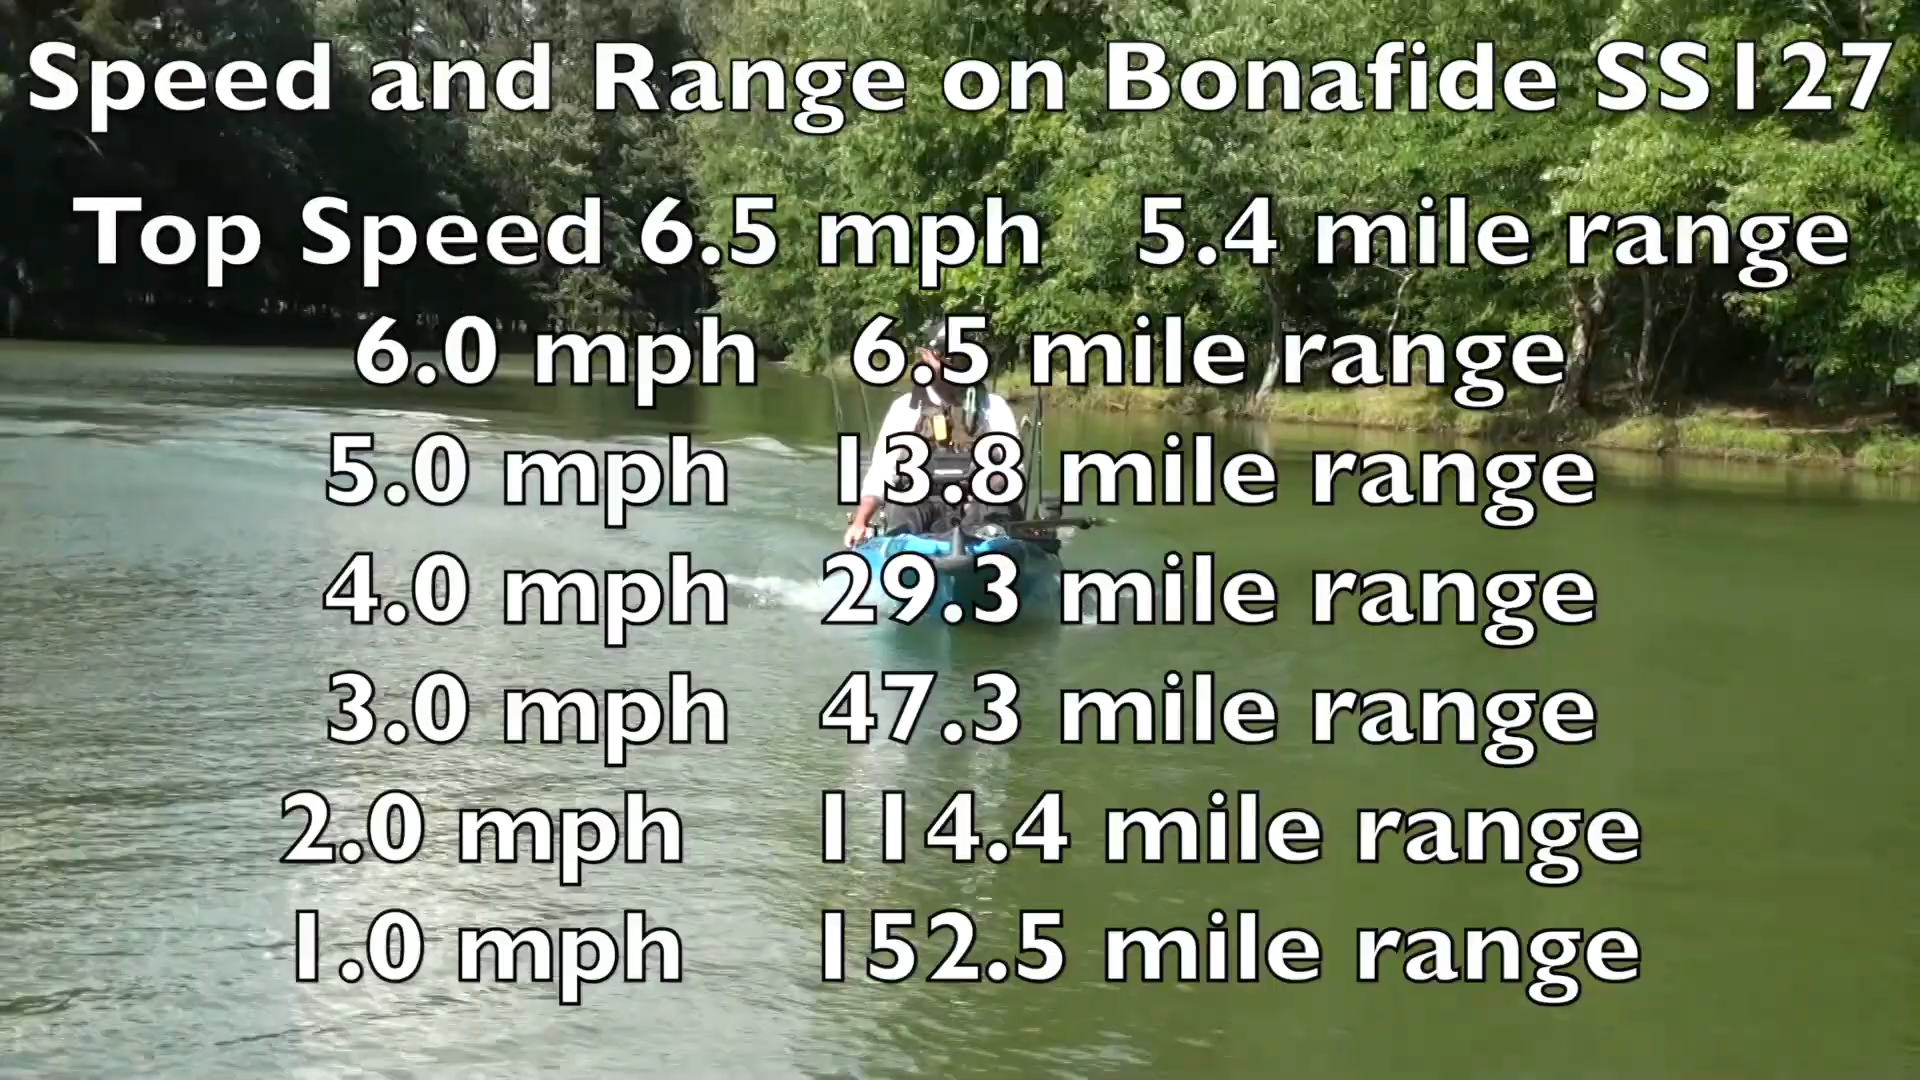 Speed and Range on Bonafide SS127
Top Speed 6.5 mph 5.4 mile range
6.0 mph 6.5 mile range
5.0 mph 13.8 mile range
4.0 mph 29.3 mile range
3.0 mph 47.3 mile range
2.0 mph 114.4 mile range
1.0 mph 152.5 mile range